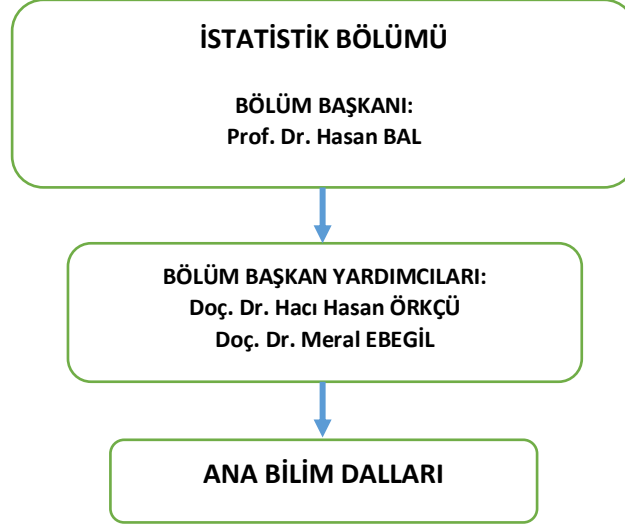 İSTATİSTİK BÖLÜMÜ
BÖLÜM BAŞKANI:
Prof. Dr. Hasan BAL
BÖLÜM BAŞKAN YARDIMCILARI:
Doç. Dr. Hacı Hasan ÖRKÇÜ
Doç. Dr. Meral EBEGİL
ANA BİLİM DALLARI